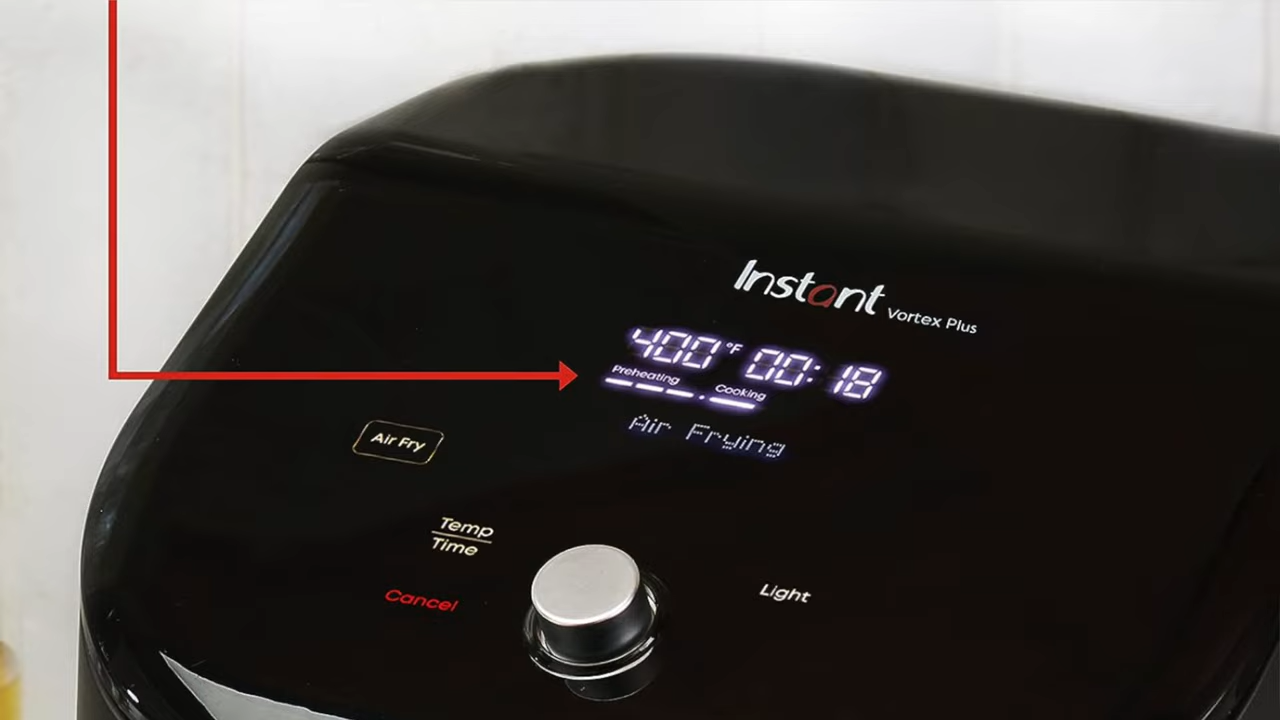 Instant Vortex Plus
400 °F 00:18
Preheating Cooking
Air Frying
Air Fry
Temp
Time
Cancel
Light